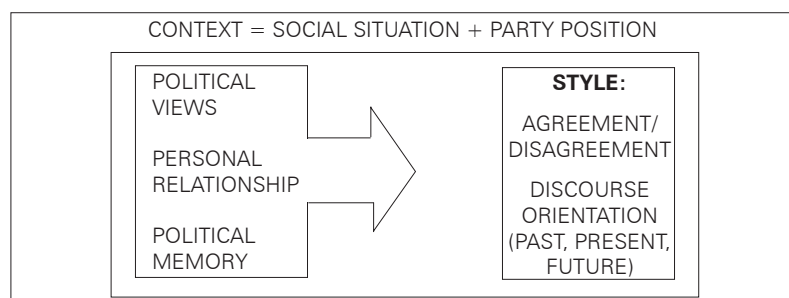 CONTEXT = SOCIAL SITUATION + PARTY POSITION
POLITICAL
VIEWS
PERSONAL
RELATIONSHIP
POLITICAL
MEMORY
STYLE:
AGREEMENT/
DISAGREEMENT
DISCOURSE
ORIENTATION
(PAST, PRESENT,
FUTURE)